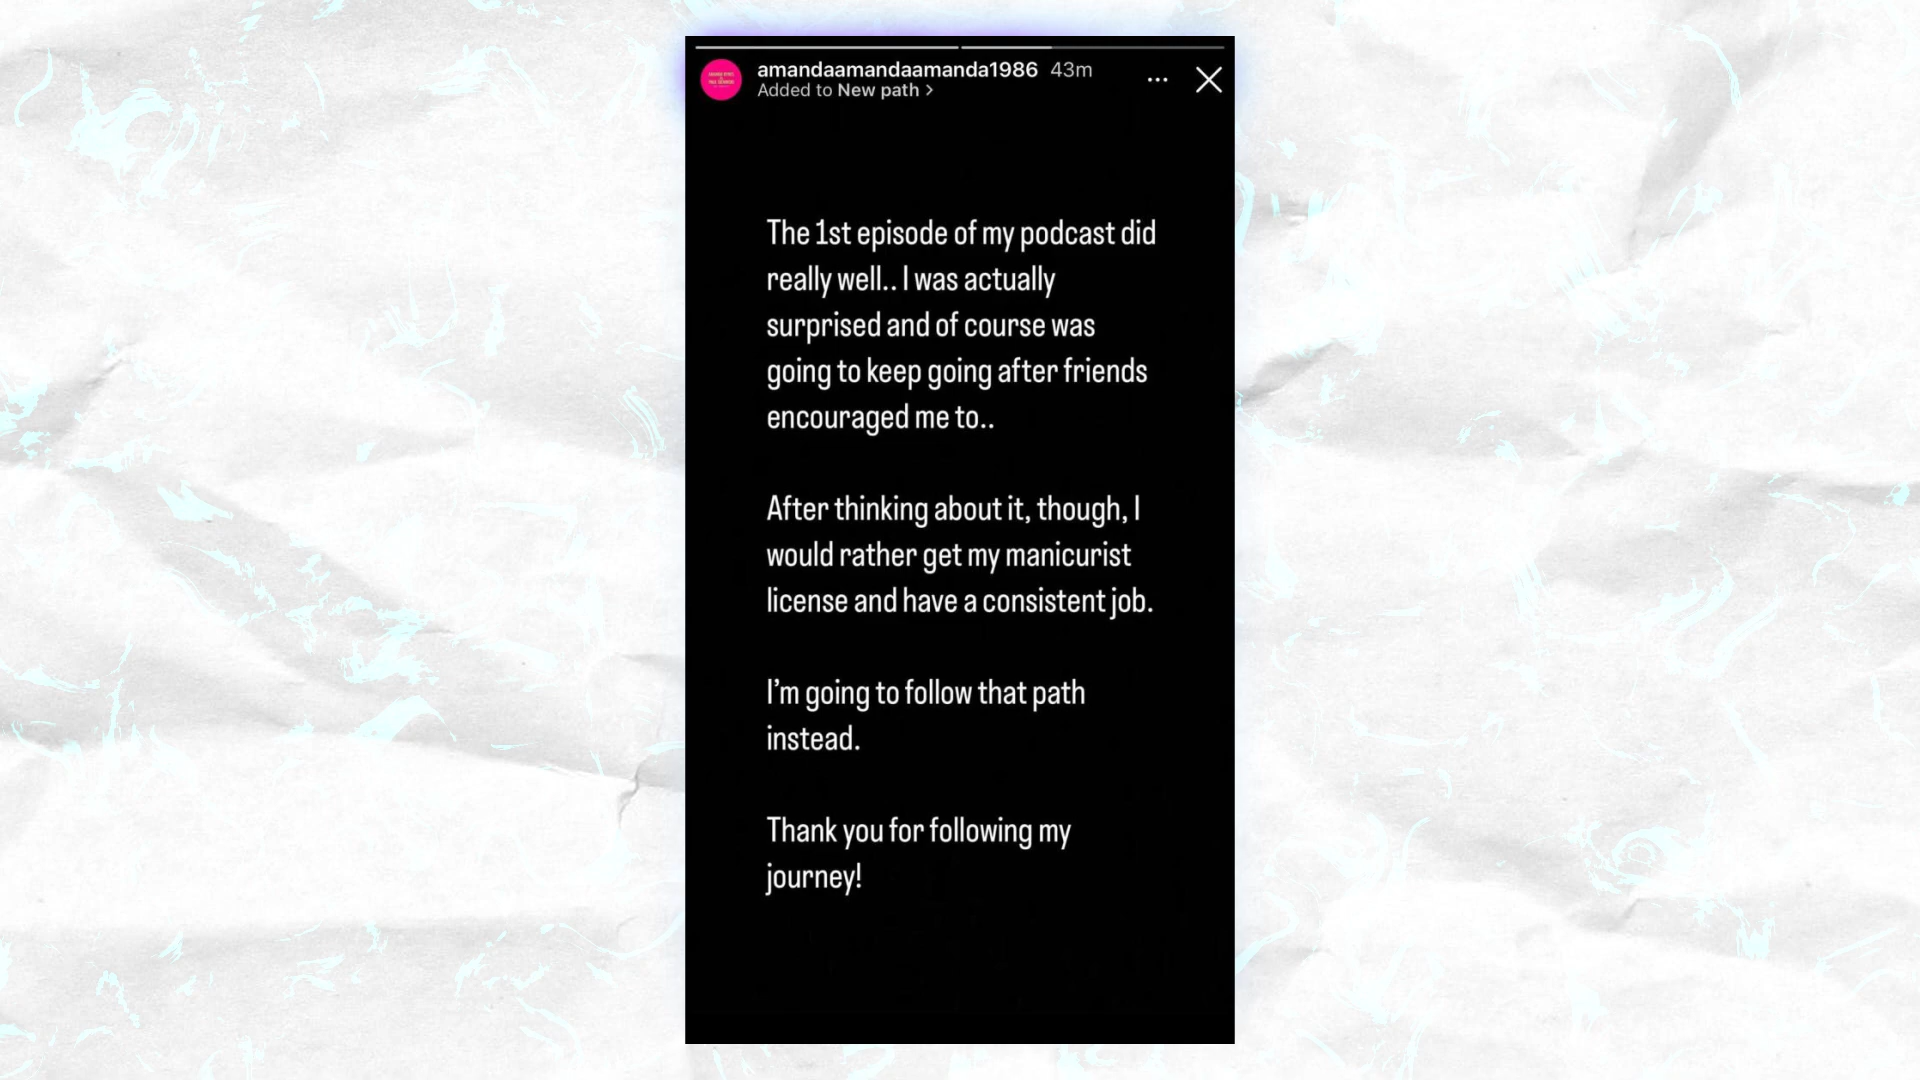 amandaamandaamanda1986 43m
Added to New path >
The 1st episode of my podcast did
really well.. I was actually
surprised and of course was
going to keep going after friends
encouraged me to..
After thinking about it, though, I
would rather get my manicurist
license and have a consistent job.
I'm going to follow that path
instead.
Thank you for following my
journey!